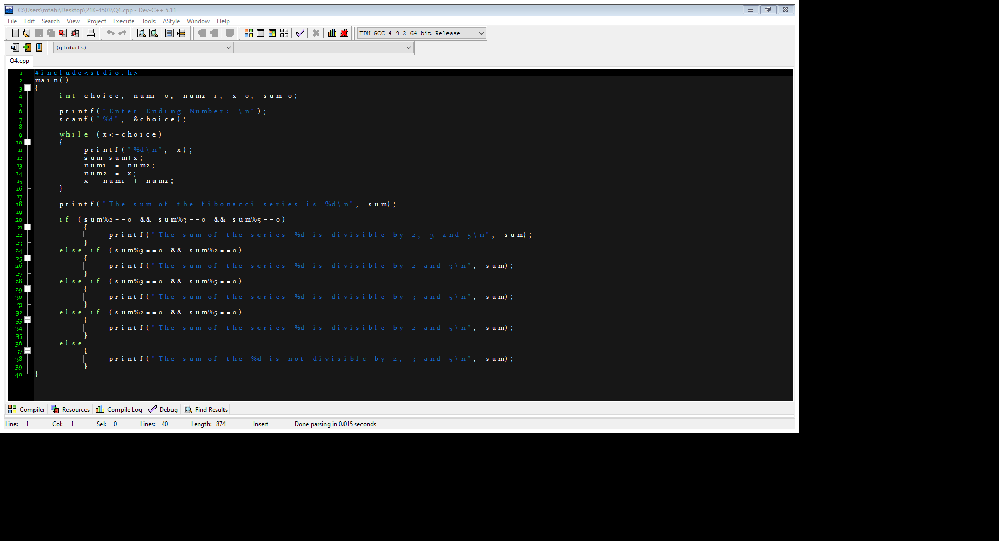 C:\Users\mtahi\Desktop\21K-4503\Q4.cpp - Dev-C++ 5.11
File Edit Search View Project Execute Tools AStyle Window Help
TDM-GCC 4.9.2 64-bit Release
(globals)
Q4.cpp
1 #include<stdio.h>
2 main()
3 {
4 int choice, num1=0, num2=1, x=0, sum=0;
5
6 printf("Enter Ending Number: \n");
7 scanf("%d", &choice);
8
9 while (x<=choice)
10 {
11 printf("%d\n", x);
12 sum=sum+x;
13 num1 = num2;
14 num2 = x;
15 x= num1 + num2;
16 }
17
18 printf("The sum of the fibonacci series is %d\n", sum);
19
20 if (sum%2==0 && sum%3==0 && sum%5==0)
21 {
22 printf("The sum of the series %d is divisible by 2, 3 and 5\n", sum);
23 }
24 else if (sum%3==0 && sum%2==0)
25 {
26 printf("The sum of the series %d is divisible by 2 and 3\n", sum);
27 }
28 else if (sum%3==0 && sum%5==0)
29 {
30 printf("The sum of the series %d is divisible by 3 and 5\n", sum);
31 }
32 else if (sum%2==0 && sum%5==0)
33 {
34 printf("The sum of the series %d is divisible by 2 and 5\n", sum);
35 }
36 else
37 {
38 printf("The sum of the %d is not divisible by 2, 3 and 5\n", sum);
39 }
40 }
Compiler Resources Compile Log Debug Find Results
Line: 1 Col: 1 Sel: 0 Lines: 40 Length: 874 Insert Done parsing in 0.015 seconds